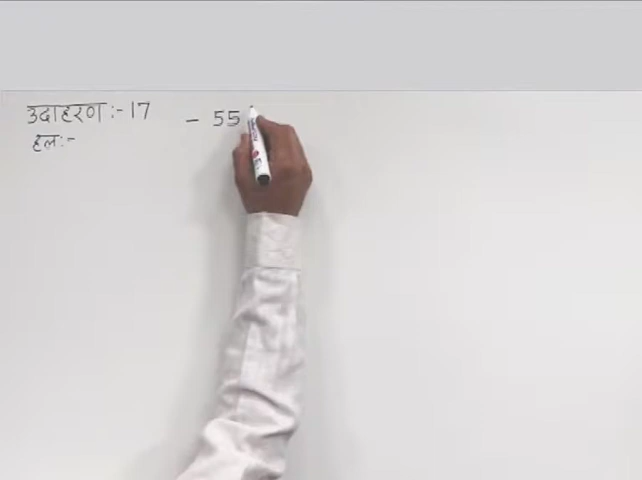 उदाहरण :- 17 - 55
हल :-